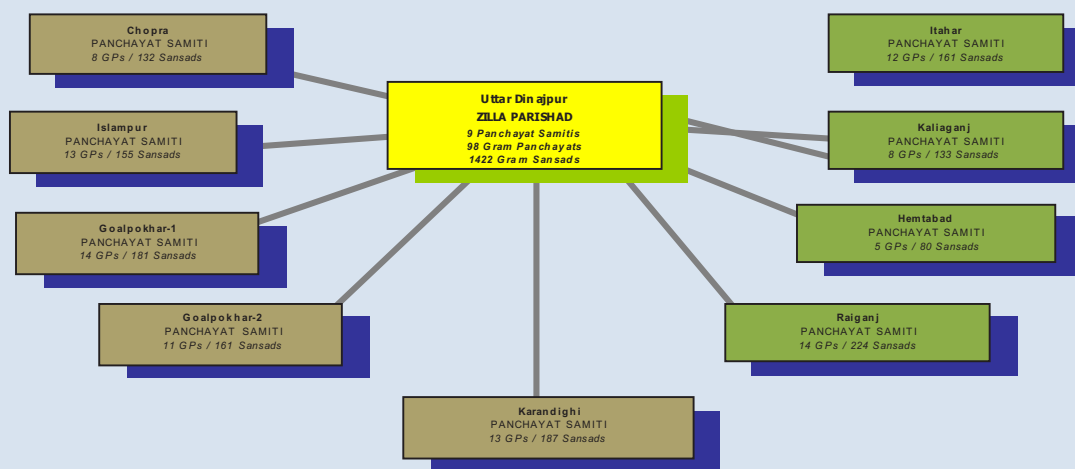 Chopra
PANCHAYAT SAMITI
8 GPs / 132 Sansads
Itahar
PANCHAYAT SAMITI
12 GPs / 161 Sansads
Uttar Dinajpur
ZILLA PARISHAD
9 Panchayat Samitis
98 Gram Panchayats
1422 Gram Sansads
Islampur
PANCHAYAT SAMITI
13 GPs / 155 Sansads
Kaliaganj
PANCHAYAT SAMITI
8 GPs / 133 Sansads
Goalpokhar-1
PANCHAYAT SAMITI
14 GPs / 181 Sansads
Hemtabad
PANCHAYAT SAMITI
5 GPs / 80 Sansads
Goalpokhar-2
PANCHAYAT SAMITI
11 GPs / 161 Sansads
Raiganj
PANCHAYAT SAMITI
14 GPs / 224 Sansads
Karandighi
PANCHAYAT SAMITI
13 GPs / 187 Sansads